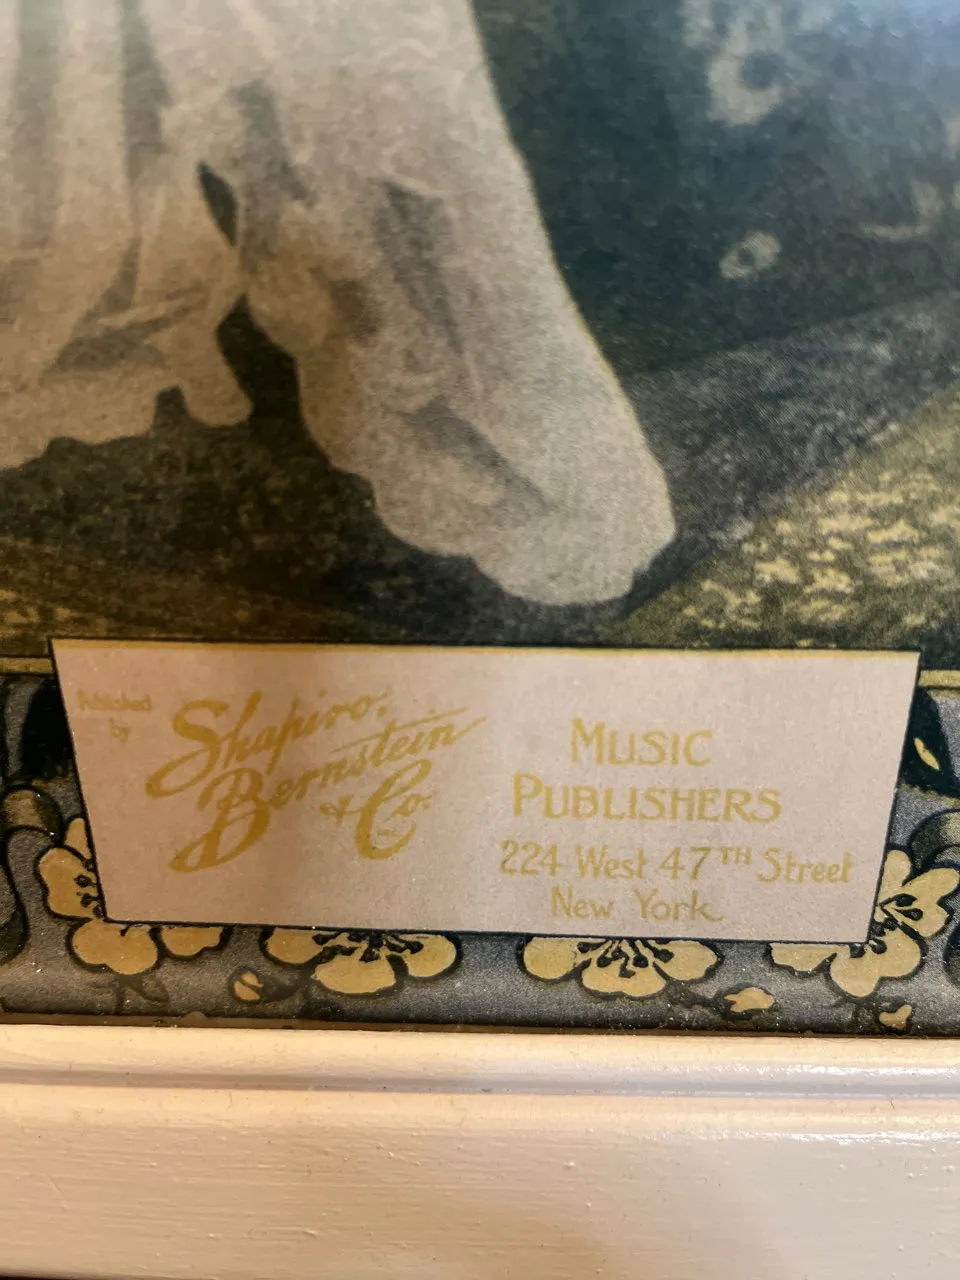 Published
by
Shapiro,
Bernstein
& Co.
MUSIC
PUBLISHERS
224 West 47TH Street
New York